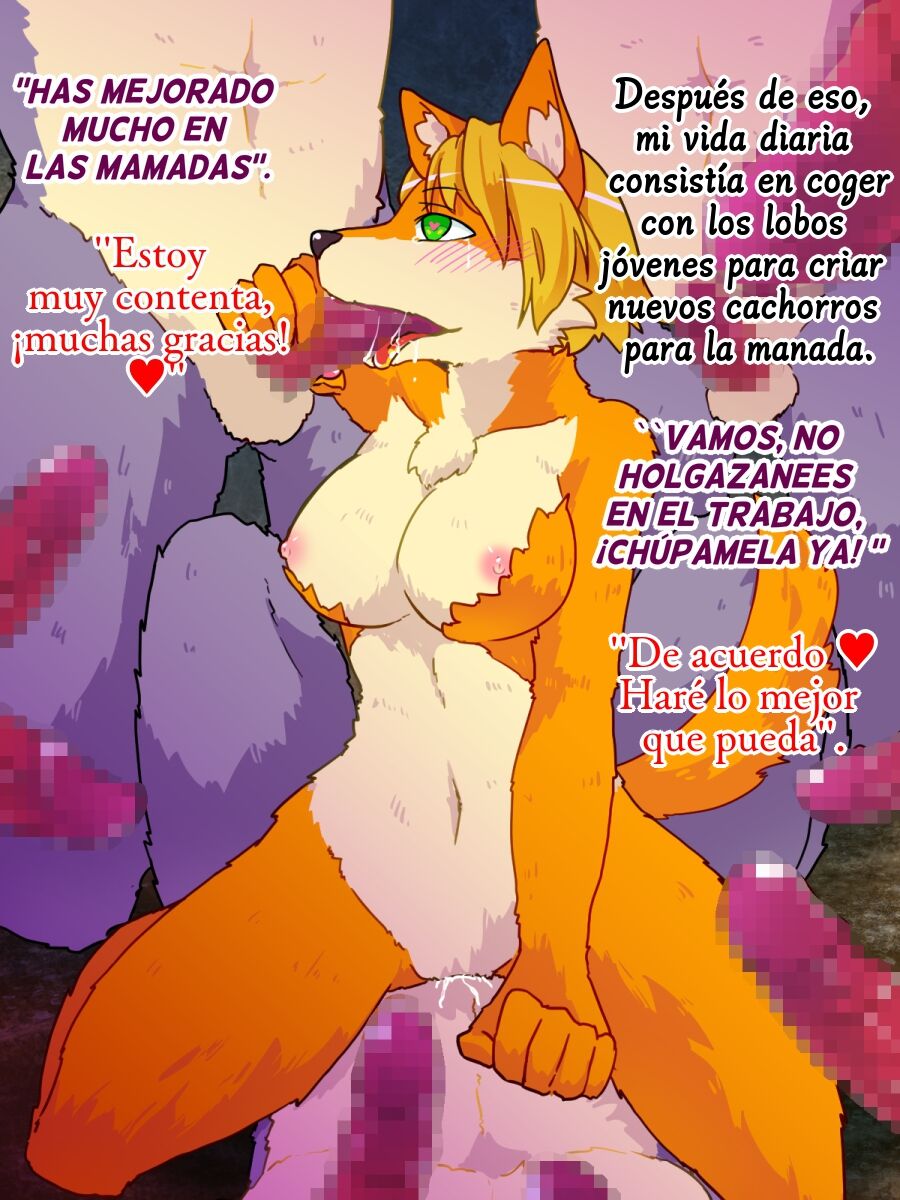 "HAS MEJORADO
MUCHO EN
LAS MAMADAS".
"Estoy
muy contenta,
¡muchas gracias!
♥"
Después de eso,
mi vida diaria
consistía en coger
con los lobos
jóvenes para criar
nuevos cachorros
para la manada.
``VAMOS, NO
HOLGAZANEES
EN EL TRABAJO,
¡CHÚPAMELA YA! "
"De acuerdo ♥
Haré lo mejor
que pueda".